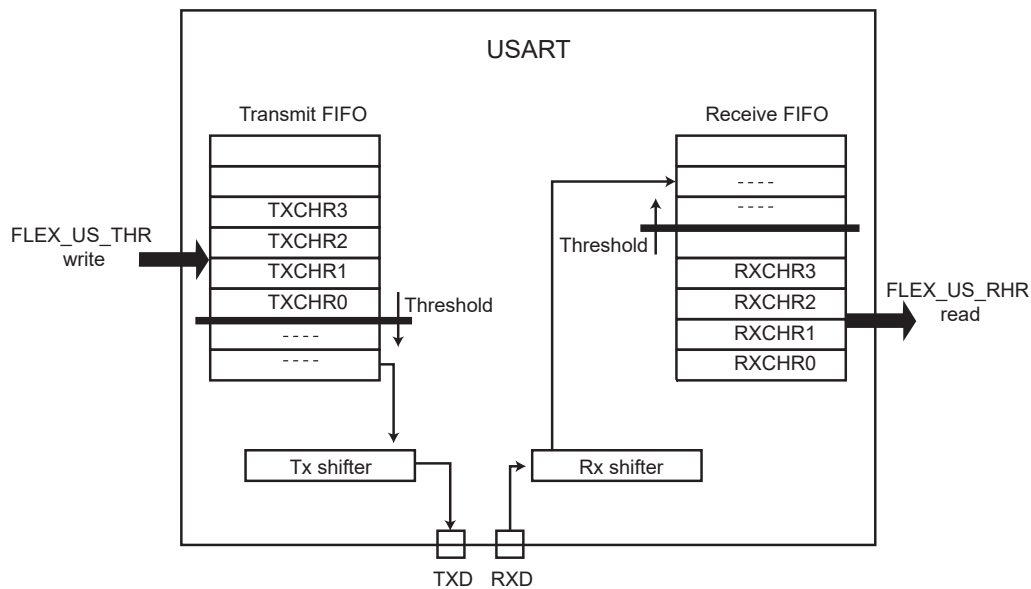 USART
Transmit FIFO
TXCHR3
TXCHR2
TXCHR1
TXCHR0
- - - -
- - - -
FLEX_US_THR
write
Threshold
Tx shifter
TXD
Receive FIFO
- - - -
- - - -
Threshold
RXCHR3
RXCHR2
RXCHR1
RXCHR0
FLEX_US_RHR
read
Rx shifter
RXD